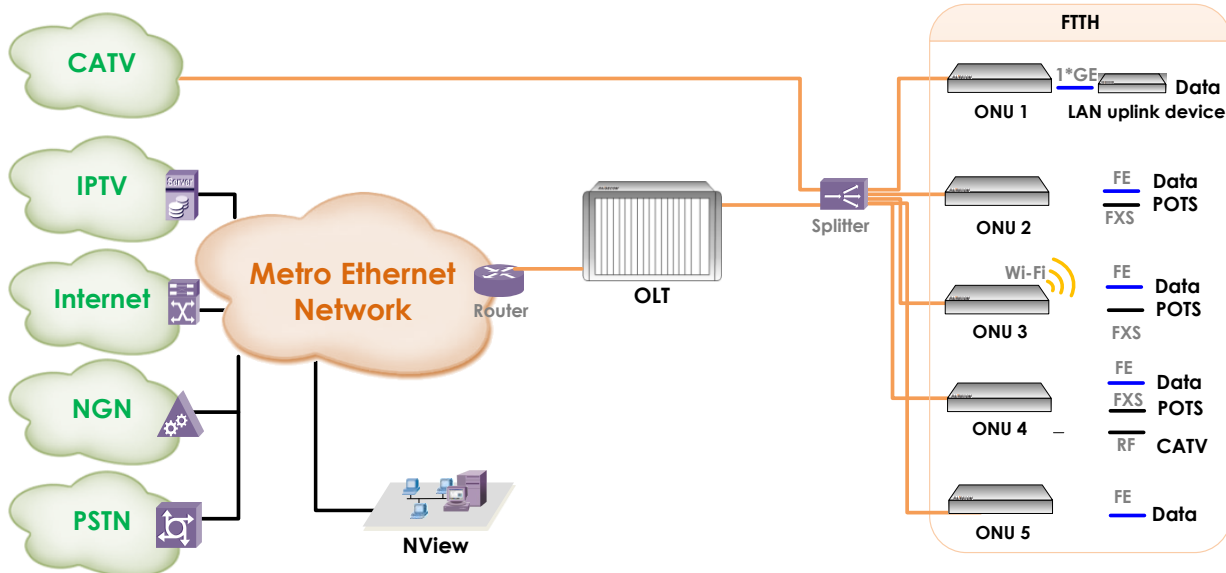 FTTH
CATV
IPTV
Server
Internet
NGN
PSTN
Metro Ethernet
Network
Router
NView
OLT
Splitter
1*GE
ONU 1
LAN uplink device
Data
ONU 2
FE
Data
POTS
FXS
Wi-Fi
ONU 3
FE
Data
POTS
FXS
ONU 4
FE
Data
FXS
POTS
RF
CATV
ONU 5
FE
Data